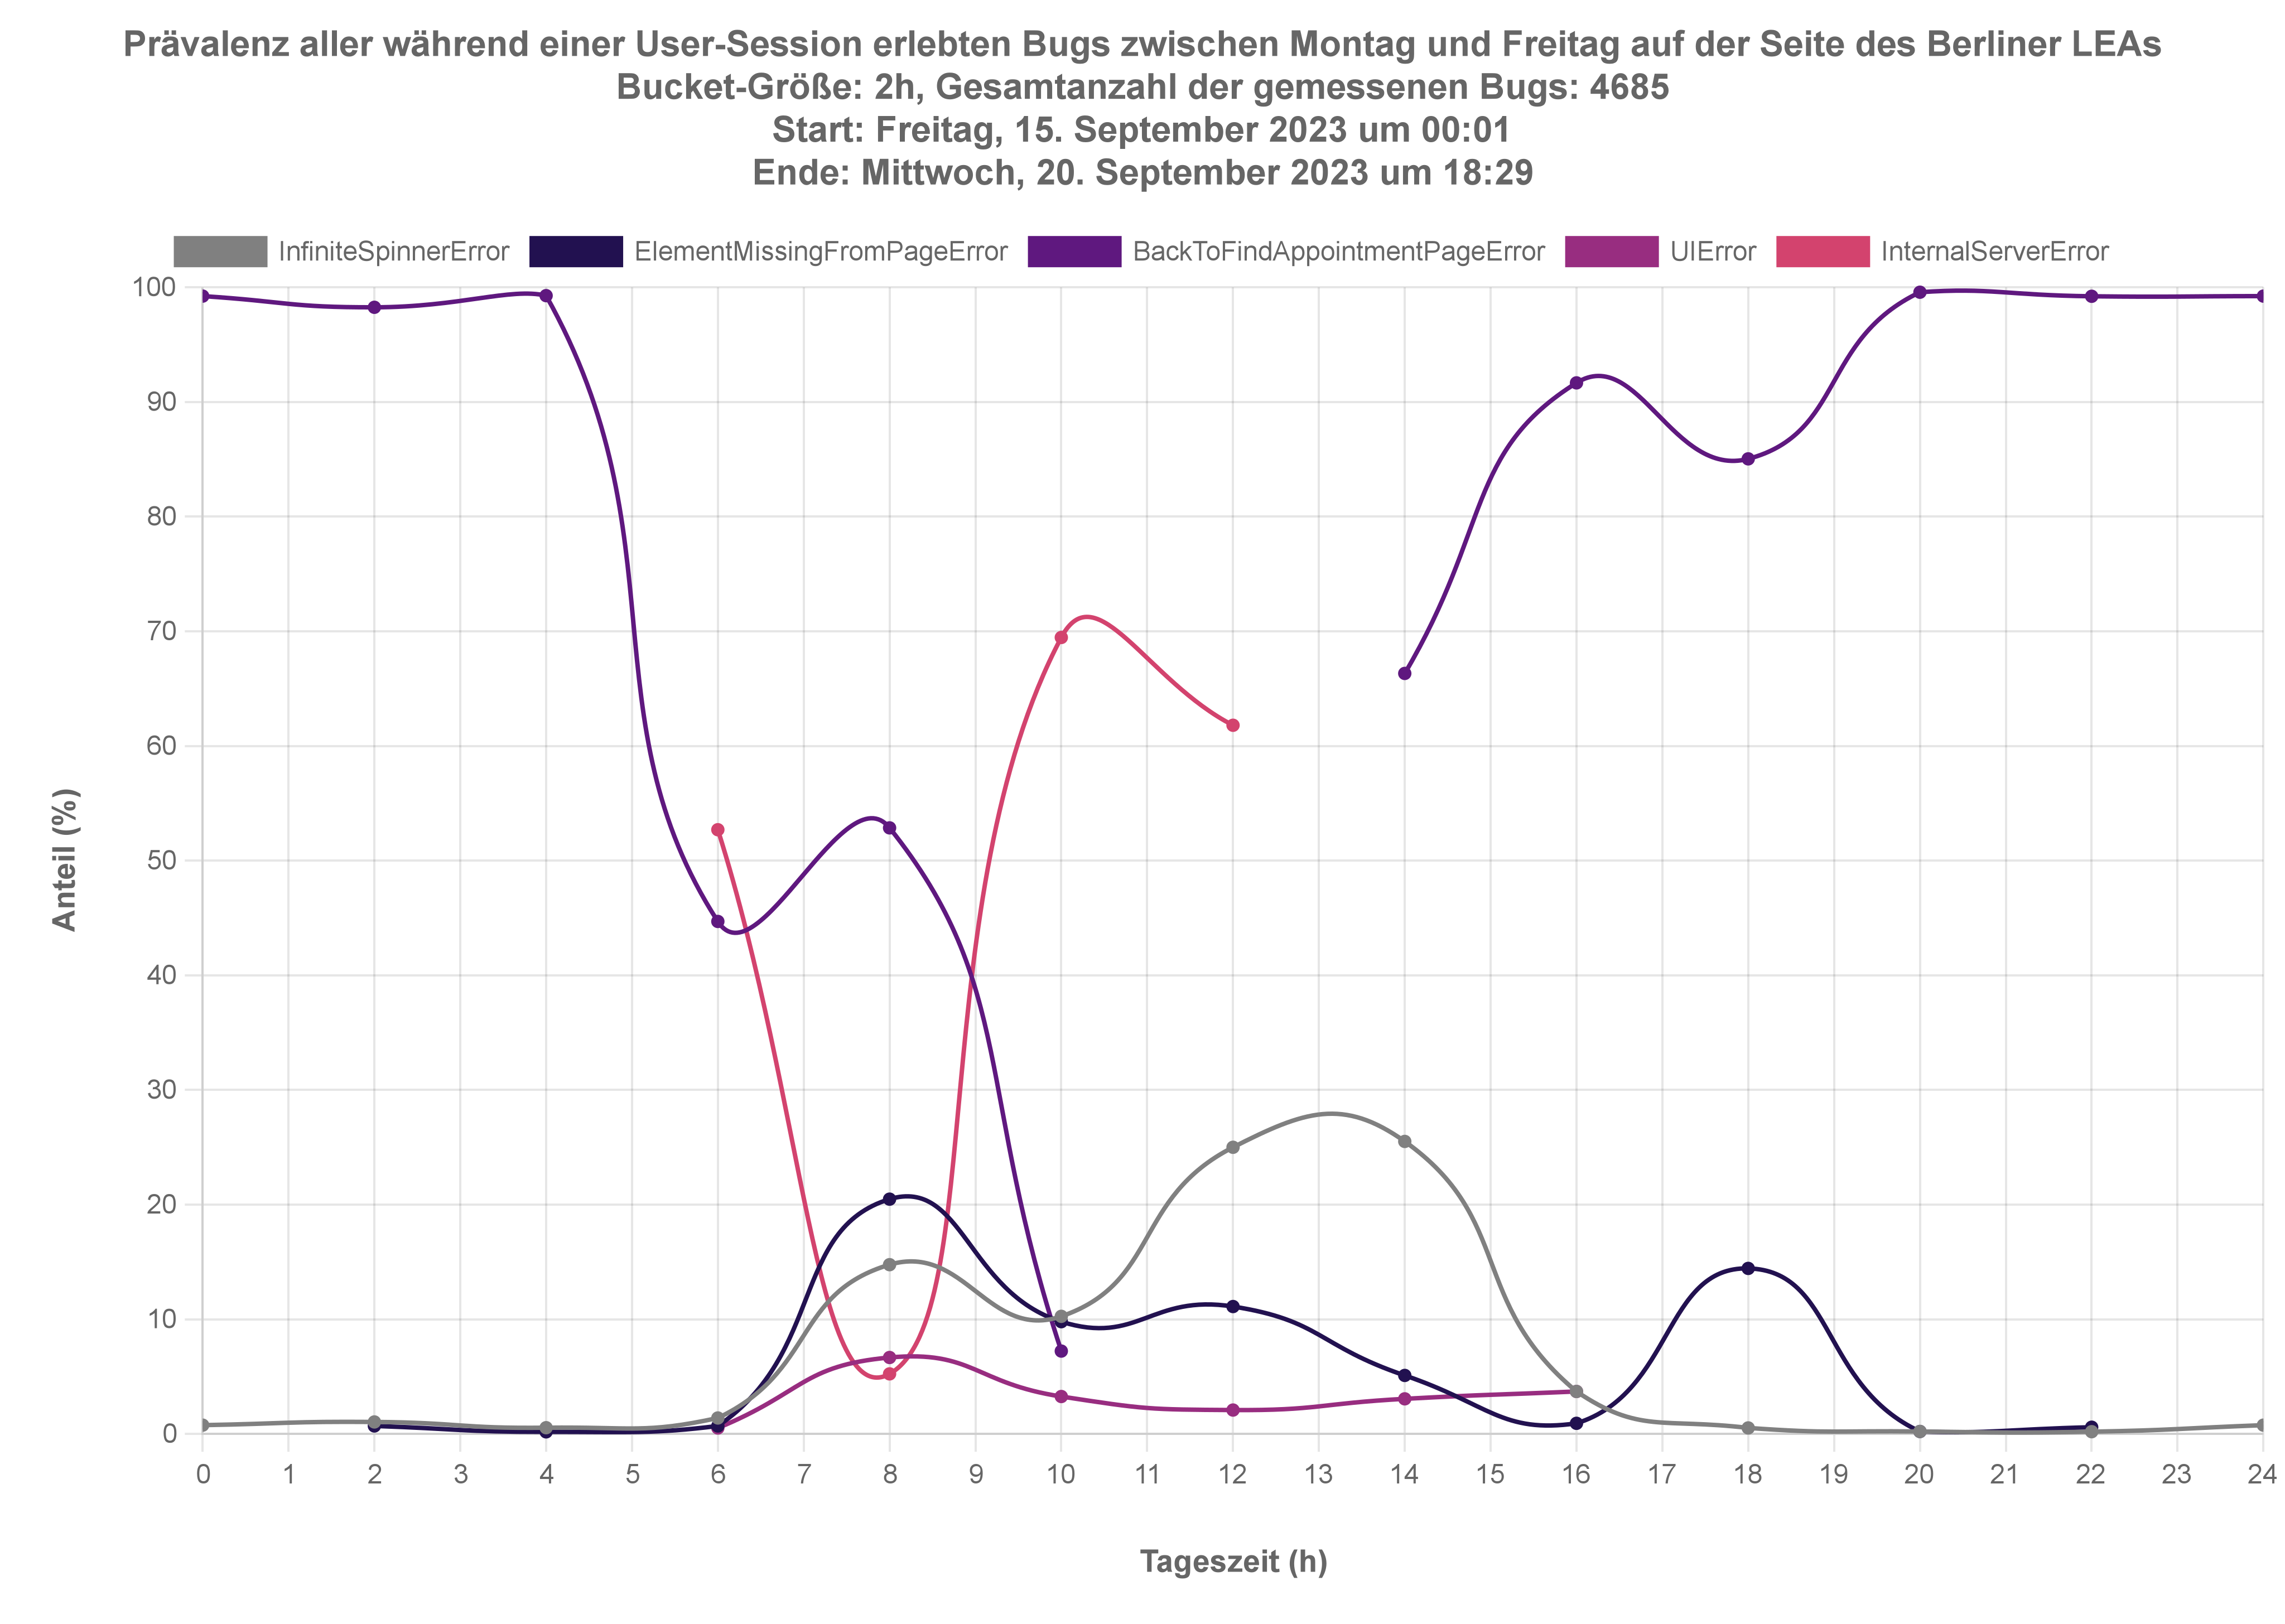 Prävalenz aller während einer User-Session erlebten Bugs zwischen Montag und Freitag auf der Seite des Berliner LEAs
Bucket-Größe: 2h, Gesamtanzahl der gemessenen Bugs: 4685
Start: Freitag, 15. September 2023 um 00:01
Ende: Mittwoch, 20. September 2023 um 18:29
InfiniteSpinnerError ElementMissingFromPageError BackToFindAppointmentPageError UIError InternalServerError
100
90
80
70
60
50
40
30
20
10
0
Anteil (%)
0 1 2 3 4 5 6 7 8 9 10 11 12 13 14 15 16 17 18 19 20 21 22 23 24
Tageszeit (h)